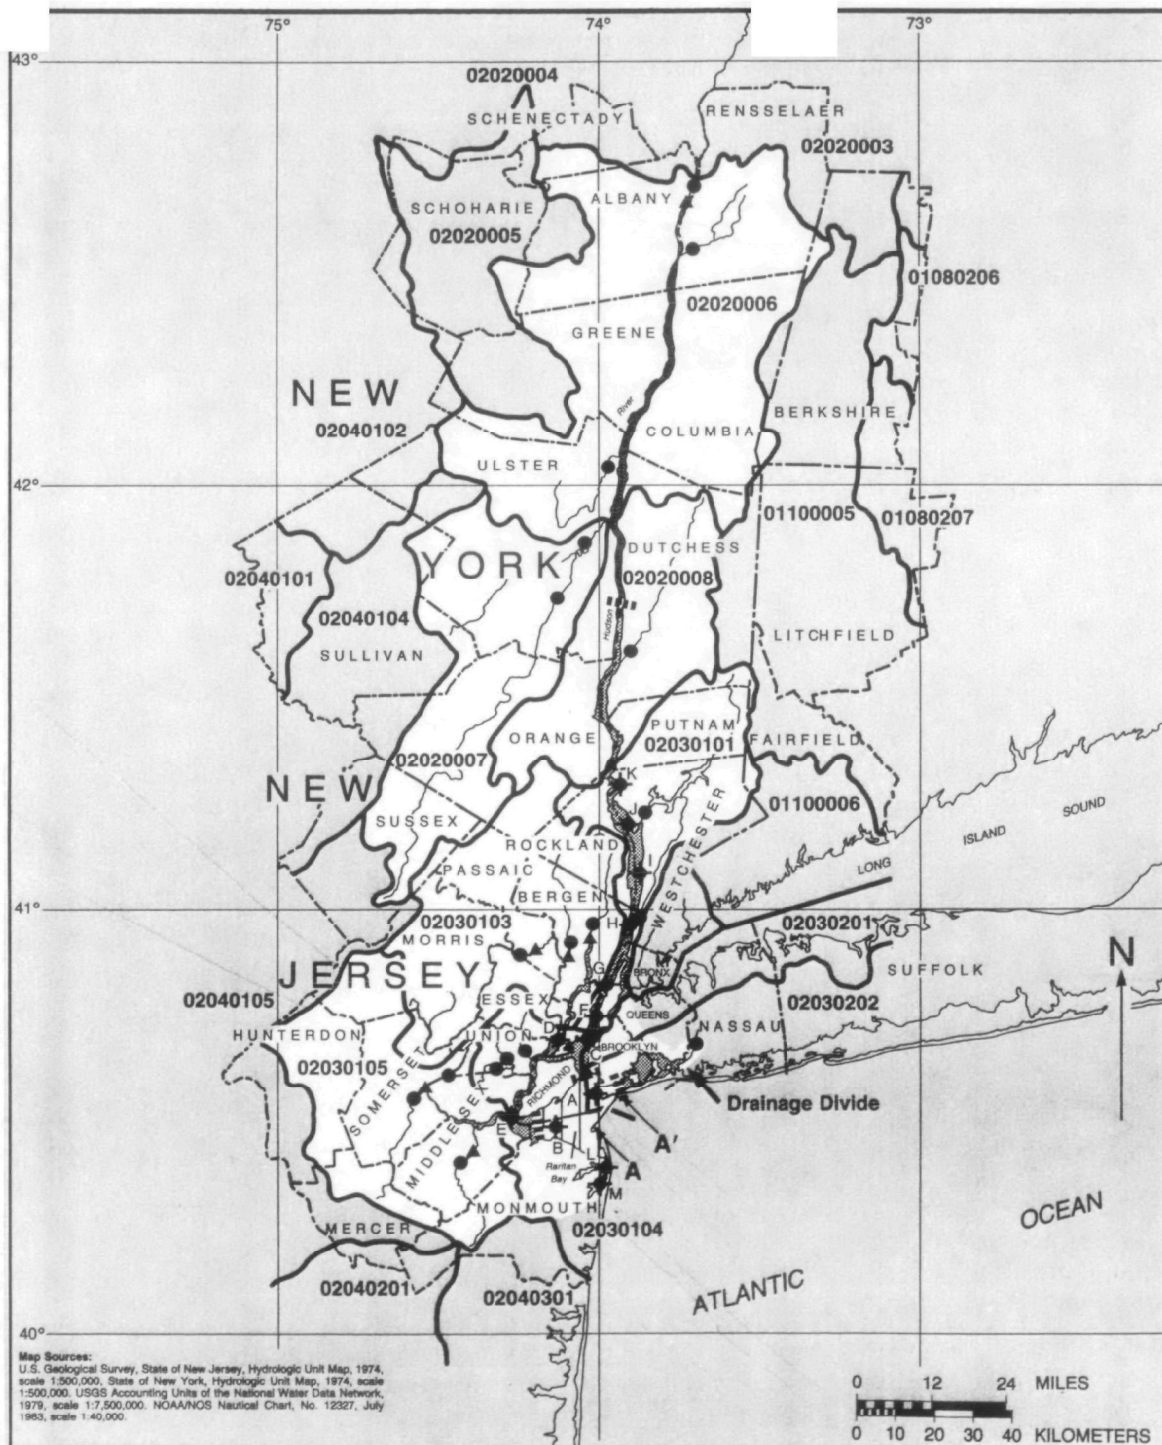 75°
74°
73°
43°
02020004
SCHENECTADY
RENSSELAER
02020003
ALBANY
SCHOHARIE
02020005
01080206
02020006
GREENE
NEW
BERKSHIRE
02040102
River
COLUMBIA
ULSTER
42°
01100005
01080207
DUTCHESS
YORK
02040101
02020008
02040104
Hudson
LITCHFIELD
SULLIVAN
PUTNAM
ORANGE
02030101
FAIRFIELD
02020007
K
NEW
J
01100006
SOUND
ISLAND
SUSSEX
WESTCHESTER
ROCKLAND
LONG
PASSAIC
I
BERGEN
41°
02030103
H
02030201
N
MORRIS
JERSEY
G
BRONX
SUFFOLK
02040105
ESSEX
02030202
F
QUEENS
HUNTERDON
UNION
D
NASSAU
BROOKLYN
C
02030105
SOMERSET
RICHMOND
A
Drainage Divide
MIDDLESEX
E
B
A'
L
Raritan
Bay
A
M
MONMOUTH
OCEAN
MERCER
02030104
02040201
02040301
ATLANTIC
40°
Map Sources:
U.S. Geological Survey, State of New Jersey, Hydrologic Unit Map, 1974,
scale 1:500,000, State of New York, Hydrologic Unit Map, 1974, scale
1:500,000. USGS Accounting Units of the National Water Data Network,
1979, scale 1:7,500,000. NOAA/NOS Nautical Chart, No. 12327, July
1983, scale 1:40,000.
0 12 24 MILES
0 10 20 30 40 KILOMETERS